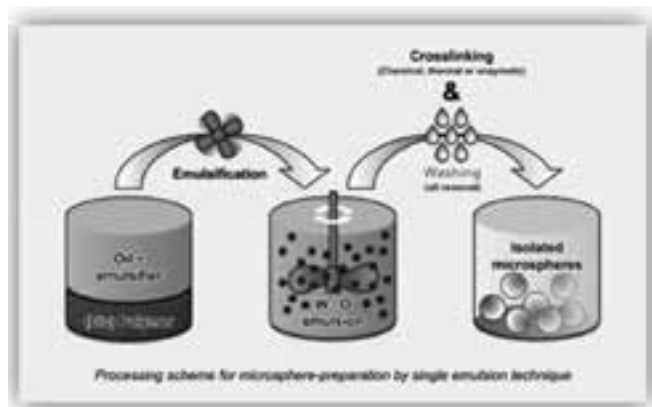 Crosslinking
(Chemical, thermal or enzymatic)
&
Emulsification
Washing
(oil removal)
Oil +
emulsifier
W/O
emulsion
Isolated
microspheres
Processing scheme for microsphere-preparation by single emulsion technique